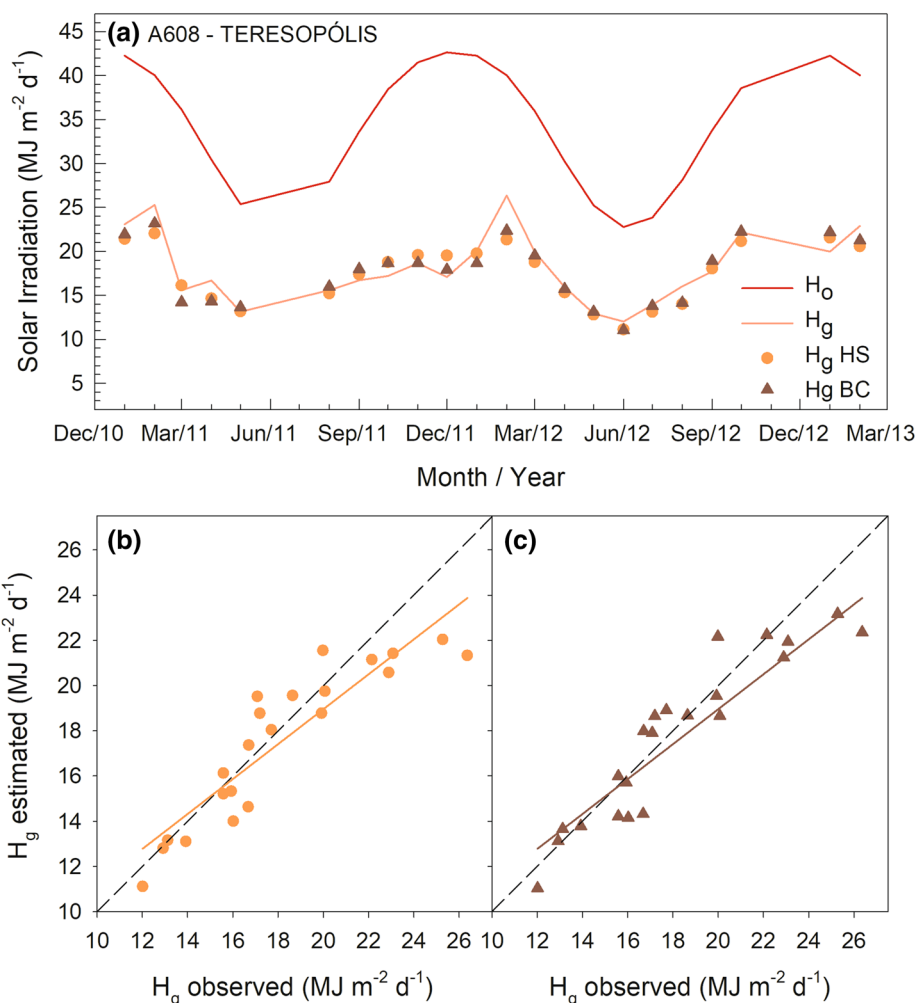 (a) A608 - TERESOPÓLIS
Solar Irradiation (MJ m⁻² d⁻¹)
45
40
35
30
25
20
15
10
5
H₀
Hg
Hg HS
Hg BC
Dec/10 Mar/11 Jun/11 Sep/11 Dec/11 Mar/12 Jun/12 Sep/12 Dec/12 Mar/13
Month / Year
(b)
(c)
Hg estimated (MJ m⁻² d⁻¹)
26
24
22
20
18
16
14
12
10
10 12 14 16 18 20 22 24 26
10 12 14 16 18 20 22 24 26
Hg observed (MJ m⁻² d⁻¹)
Hg observed (MJ m⁻² d⁻¹)